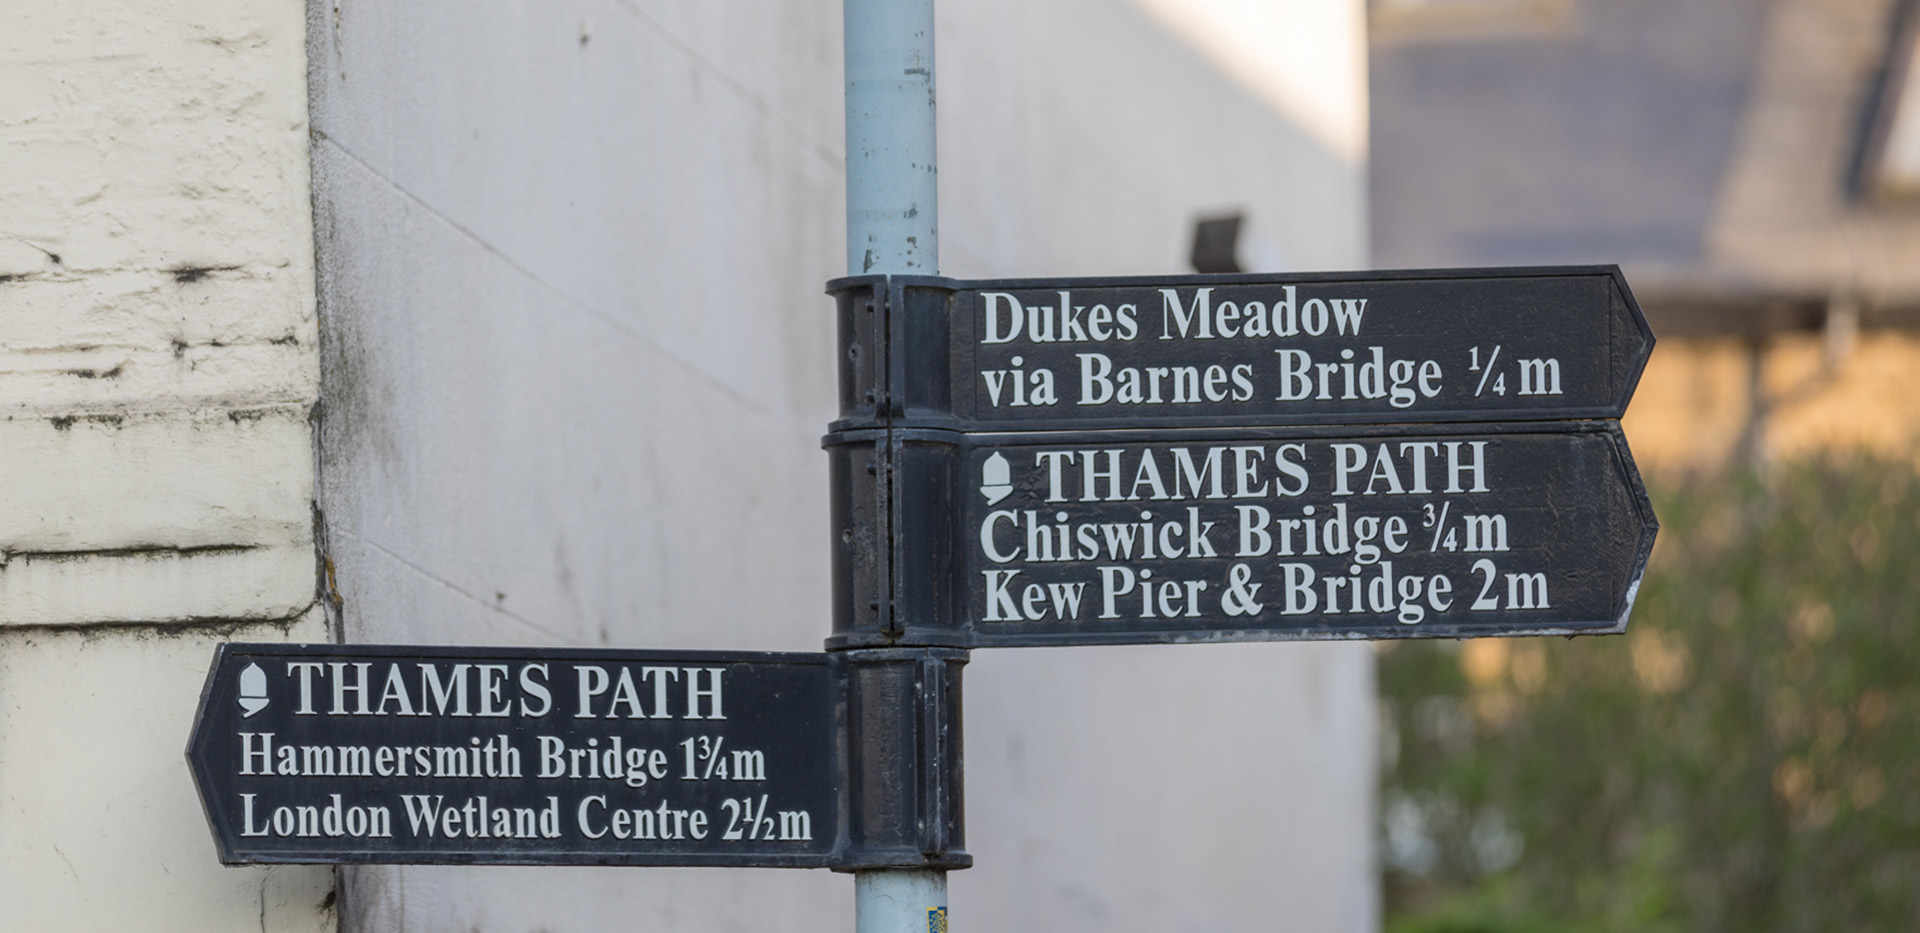 Dukes Meadow
via Barnes Bridge ¼ m
THAMES PATH
Chiswick Bridge ¾m
Kew Pier & Bridge 2m
THAMES PATH
Hammersmith Bridge 1¾m
London Wetland Centre 2½m